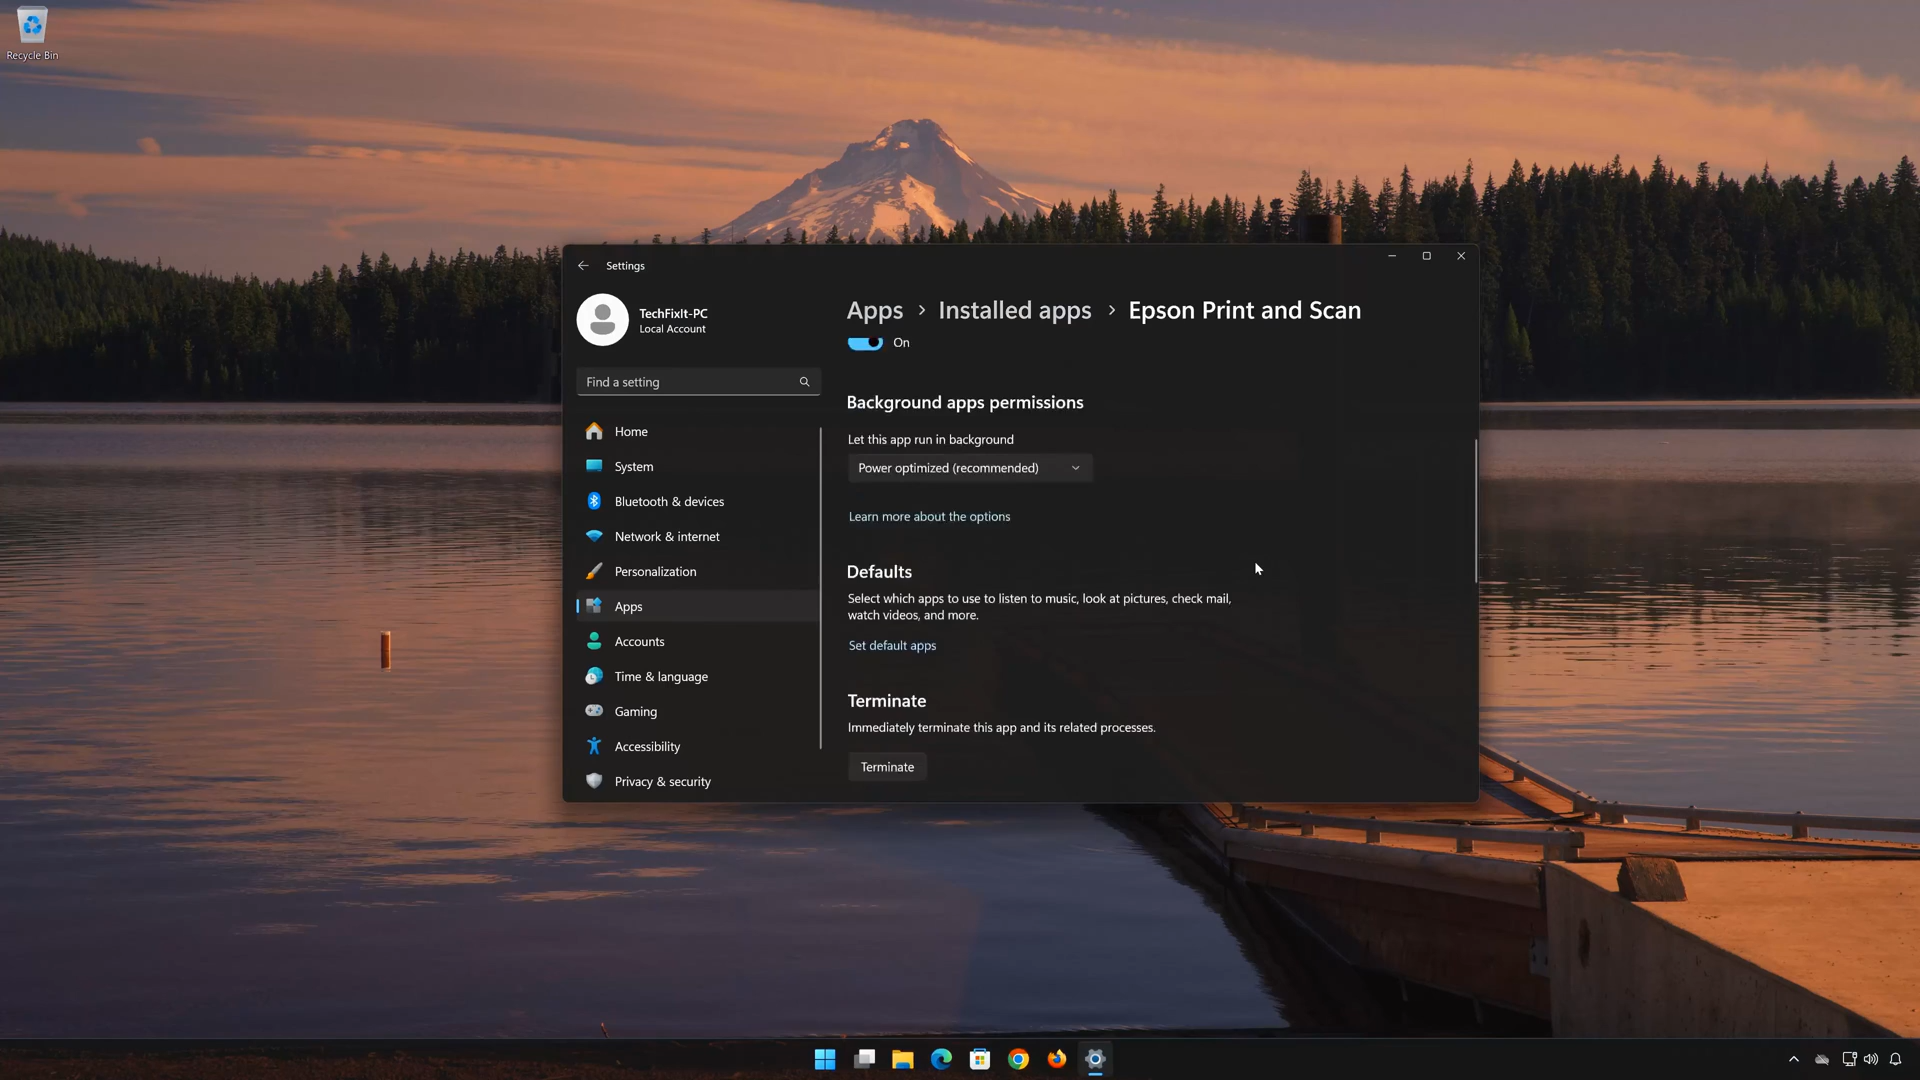 Recycle Bin
Settings
TechFixIt-PC
Local Account
Find a setting
Home
System
Bluetooth & devices
Network & internet
Personalization
Apps
Accounts
Time & language
Gaming
Accessibility
Privacy & security
Apps > Installed apps > Epson Print and Scan
On
Background apps permissions
Let this app run in background
Power optimized (recommended)
Learn more about the options
Defaults
Select which apps to use to listen to music, look at pictures, check mail,
watch videos, and more.
Set default apps
Terminate
Immediately terminate this app and its related processes.
Terminate